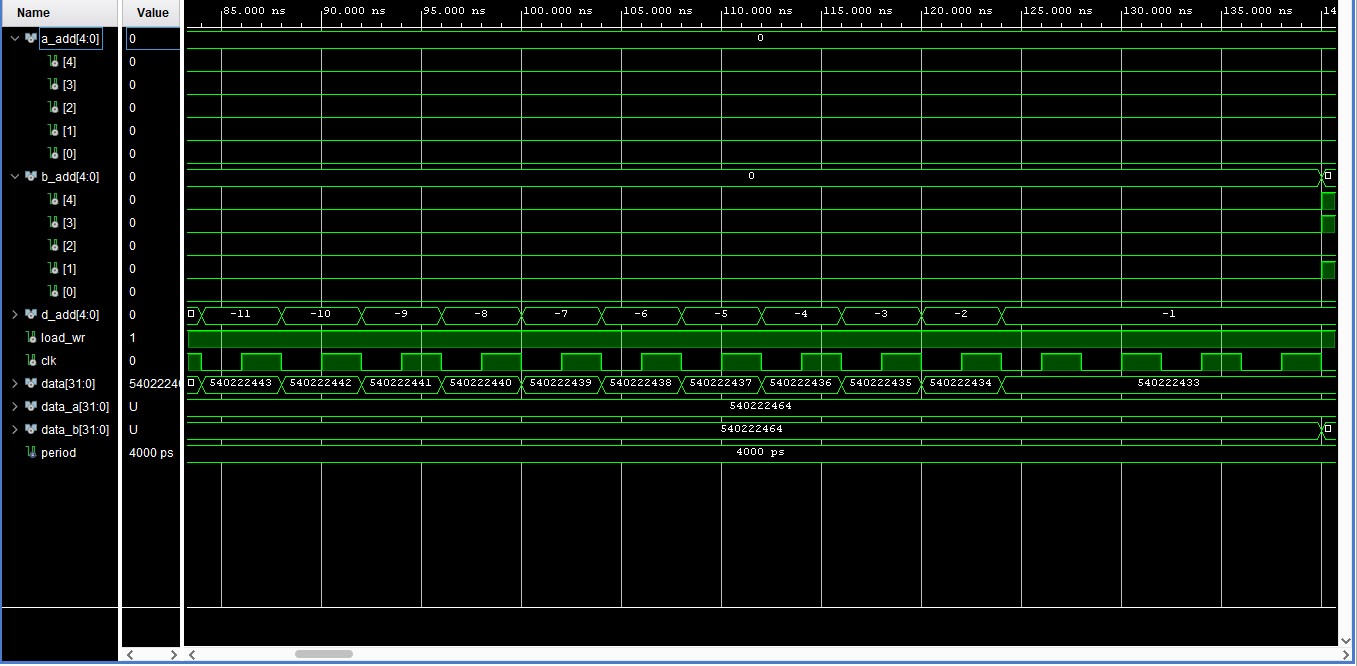 Name Value 85.000 ns 90.000 ns 95.000 ns 100.000 ns 105.000 ns 110.000 ns 115.000 ns 120.000 ns 125.000 ns 130.000 ns 135.000 ns 14
a_add[4:0] 0 0
[4] 0
[3] 0
[2] 0
[1] 0
[0] 0
b_add[4:0] 0 0
[4] 0
[3] 0
[2] 0
[1] 0
[0] 0
d_add[4:0] 0 -11 -10 -9 -8 -7 -6 -5 -4 -3 -2 -1
load_wr 1
clk 0
data[31:0] 5402224 540222443 540222442 540222441 540222440 540222439 540222438 540222437 540222436 540222435 540222434 540222433
data_a[31:0] U 540222464
data_b[31:0] U 540222464
period 4000 ps 4000 ps